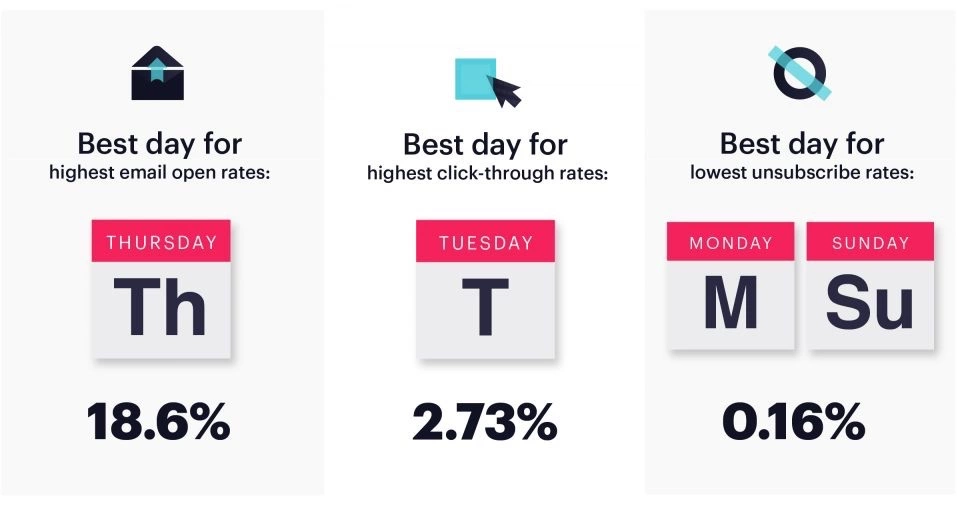 Best day for
highest email open rates:
THURSDAY
Th
18.6%
Best day for
highest click-through rates:
TUESDAY
T
2.73%
Best day for
lowest unsubscribe rates:
MONDAY
M
SUNDAY
Su
0.16%